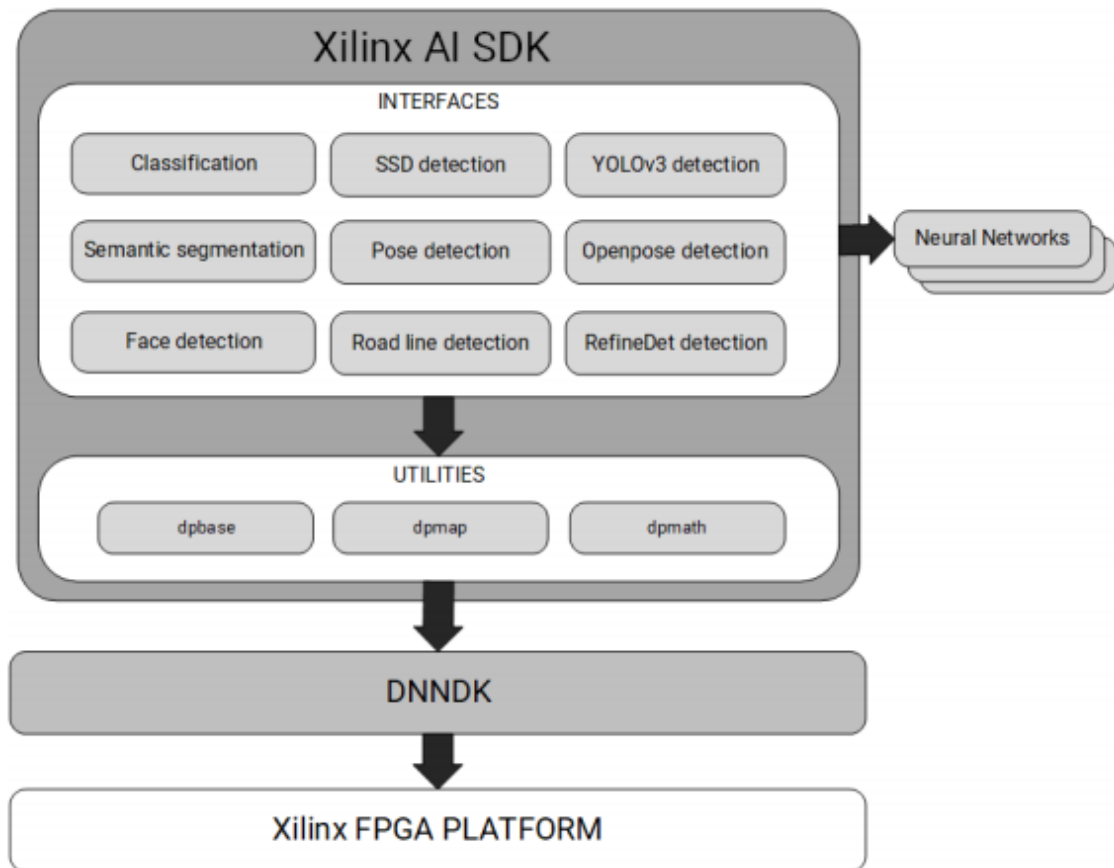 Xilinx AI SDK
INTERFACES
Classification
SSD detection
YOLOv3 detection
Semantic segmentation
Pose detection
Openpose detection
Neural Networks
Face detection
Road line detection
RefineDet detection
UTILITIES
dpbase
dpmap
dpmath
DNNDK
Xilinx FPGA PLATFORM